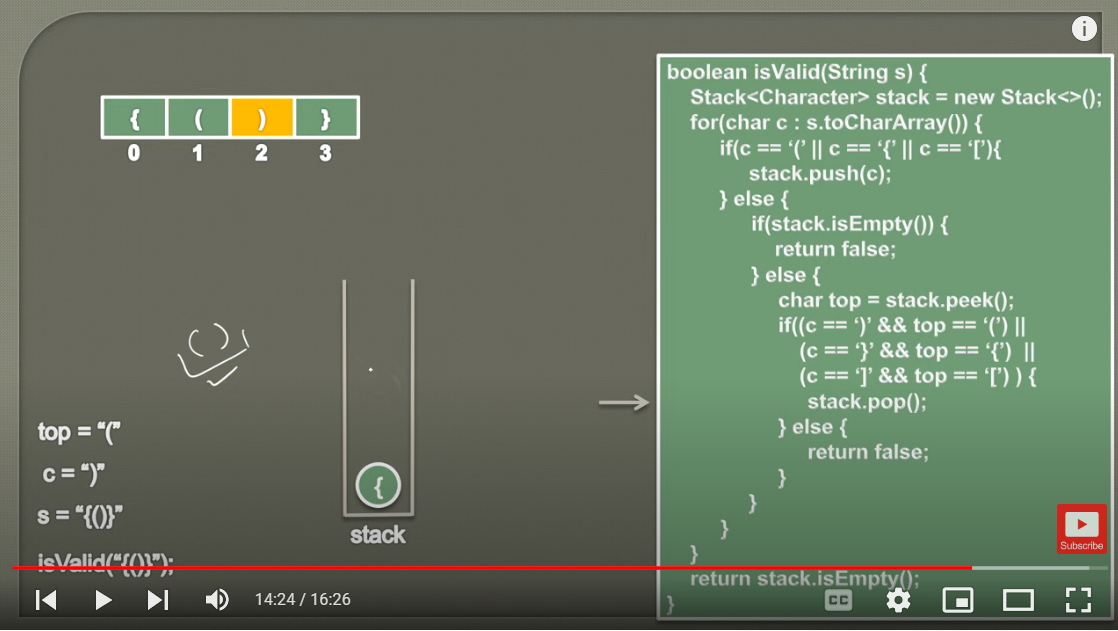 { ( ) }
0 1 2 3
top = “(”
c = “)”
s = “{()}”
isValid(“{()}”);
{
stack
boolean isValid(String s) {
Stack<Character> stack = new Stack<>();
for(char c : s.toCharArray()) {
if(c == ‘(’ || c == ‘{’ || c == ‘[’){
stack.push(c);
} else {
if(stack.isEmpty()) {
return false;
} else {
char top = stack.peek();
if((c == ‘)’ && top == ‘(’) ||
(c == ‘}’ && top == ‘{’) ||
(c == ‘]’ && top == ‘[’) ) {
stack.pop();
} else {
return false;
}
}
}
}
return stack.isEmpty();
}
Subscribe
14:24 / 16:26
CC
i